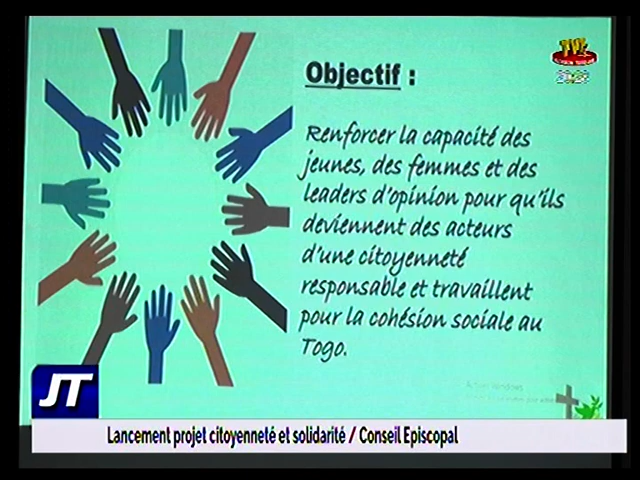 Objectif :
Renforcer la capacité des
jeunes, des femmes et des
leaders d'opinion pour qu'ils
deviennent des acteurs
d'une citoyenneté
responsable et travaillent
pour la cohésion sociale au
Togo.
JT
Lancement projet citoyenneté et solidarité / Conseil Episcopal